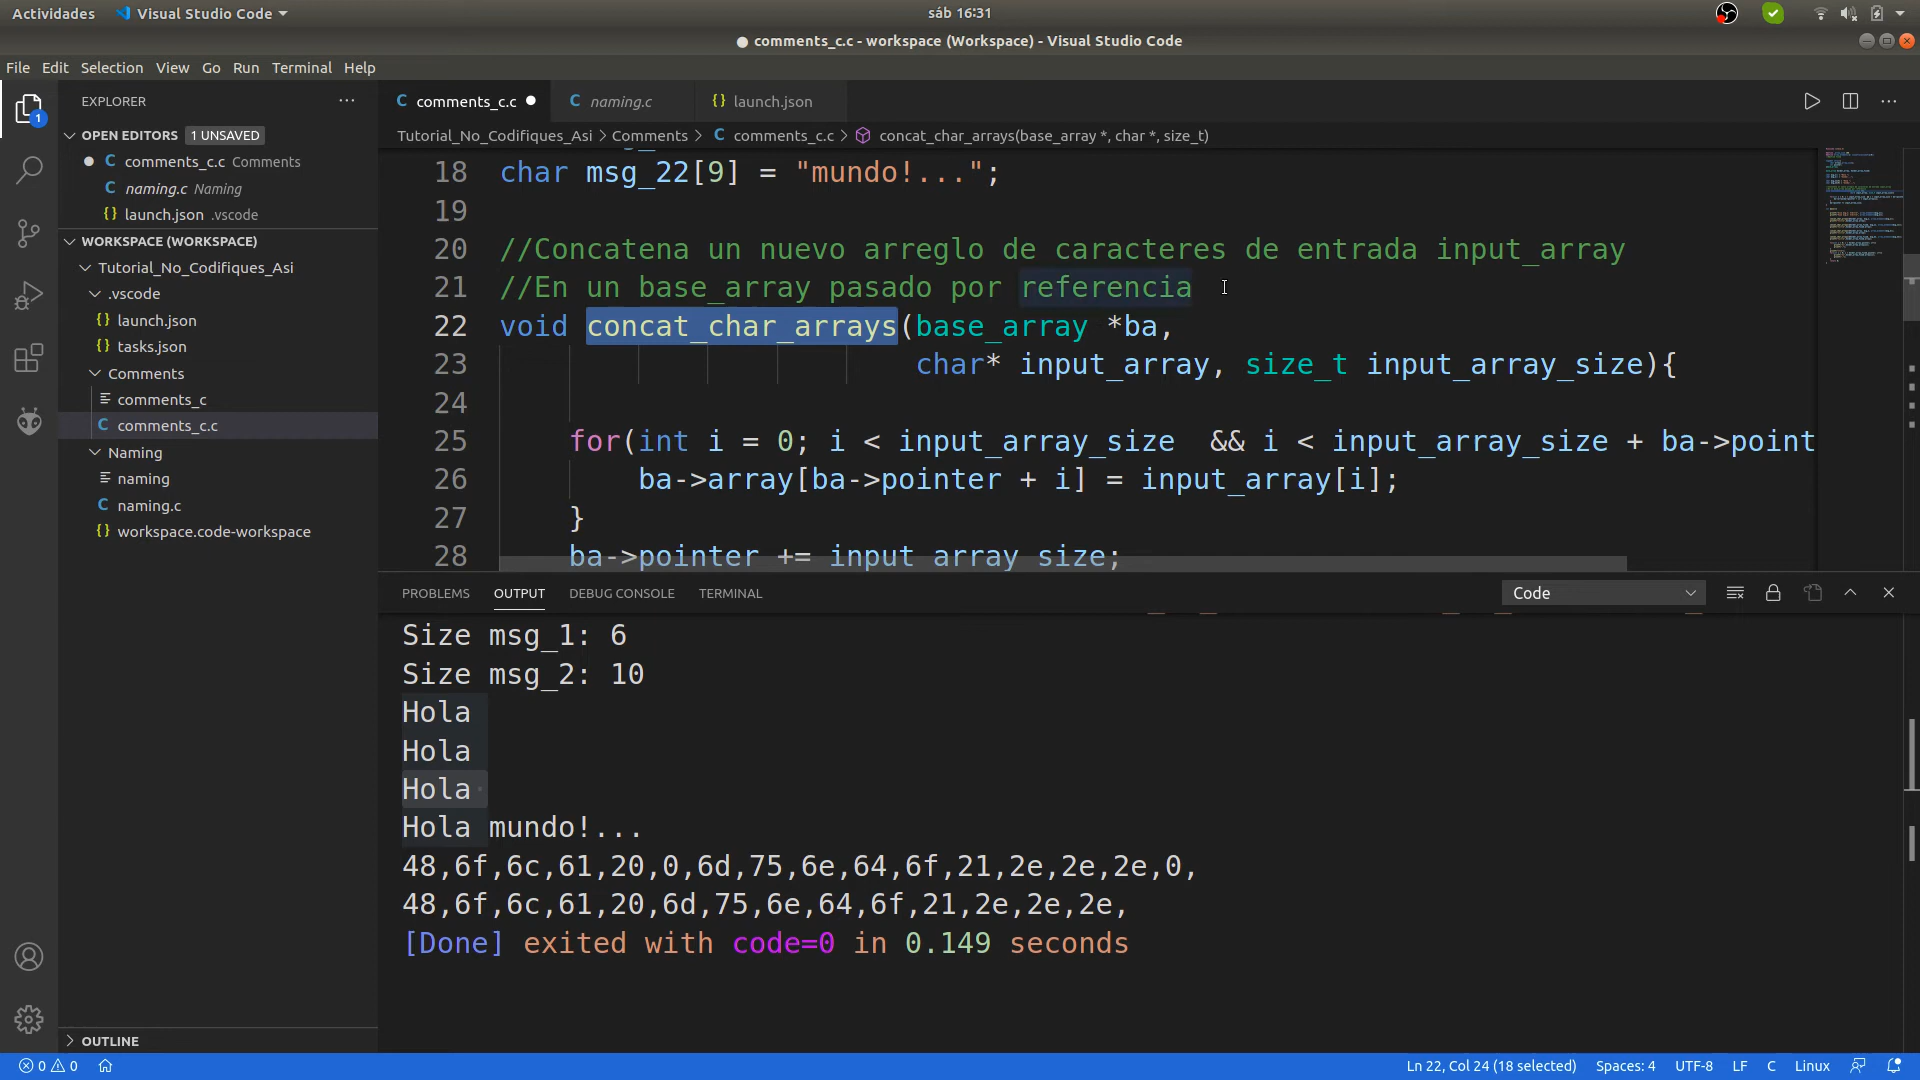 Actividades Visual Studio Code sáb 16:31
● comments_c.c - workspace (Workspace) - Visual Studio Code
File Edit Selection View Go Run Terminal Help
EXPLORER
OPEN EDITORS 1 UNSAVED
comments_c.c Comments
naming.c Naming
launch.json .vscode
WORKSPACE (WORKSPACE)
Tutorial_No_Codifiques_Asi
.vscode
launch.json
tasks.json
Comments
comments_c
comments_c.c
Naming
naming
naming.c
workspace.code-workspace
OUTLINE
1
C comments_c.c ● C naming.c {} launch.json
Tutorial_No_Codifiques_Asi > Comments > C comments_c.c > concat_char_arrays(base_array *, char *, size_t)
18 char msg_22[9] = "mundo!...";
19
20 //Concatena un nuevo arreglo de caracteres de entrada input_array
21 //En un base_array pasado por referencia
22 void concat_char_arrays(base_array *ba,
23 char* input_array, size_t input_array_size){
24
25 for(int i = 0; i < input_array_size  && i < input_array_size + ba->point
26 ba->array[ba->pointer + i] = input_array[i];
27 }
28 ba->pointer += input_array_size;
PROBLEMS OUTPUT DEBUG CONSOLE TERMINAL Code
Size msg_1: 6
Size msg_2: 10
Hola
Hola
Hola
Hola mundo!...
48,6f,6c,61,20,0,6d,75,6e,64,6f,21,2e,2e,2e,0,
48,6f,6c,61,20,6d,75,6e,64,6f,21,2e,2e,2e,
[Done] exited with code=0 in 0.149 seconds
0 0 Ln 22, Col 24 (18 selected) Spaces: 4 UTF-8 LF C Linux